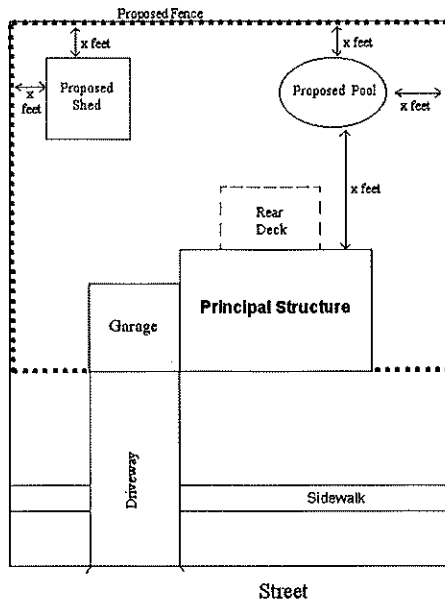 Proposed Fence
x feet
x feet
x
feet
Proposed
Shed
Proposed Pool
x feet
x feet
Rear
Deck
Garage
Principal Structure
Driveway
Sidewalk
Street